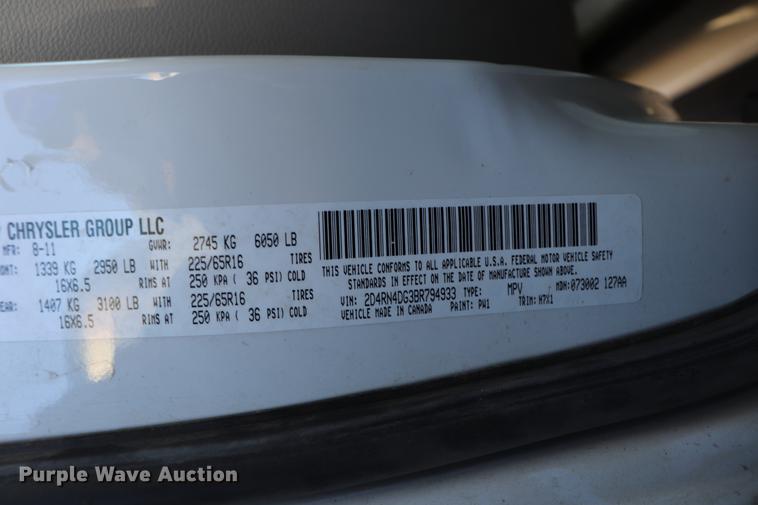 CHRYSLER GROUP LLC
MFR: 8-11 GVWR: 2745 KG 6050 LB
ONT: 1339 KG 2950 LB WITH 225/65R16 TIRES
16X6.5 RIMS AT 250 KPA ( 36 PSI) COLD
AR: 1407 KG 3100 LB WITH 225/65R16 TIRES
16X6.5 RIMS AT 250 KPA ( 36 PSI) COLD
THIS VEHICLE CONFORMS TO ALL APPLICABLE U.S.A. FEDERAL MOTOR VEHICLE SAFETY
STANDARDS IN EFFECT ON THE DATE OF MANUFACTURE SHOWN ABOVE.
VIN: 2D4RN4DG3BR794933 TYPE: MPV MDH: 073002 127AA
VEHICLE MADE IN CANADA PAINT: PW1 TRIM: H7X1
Purple Wave Auction